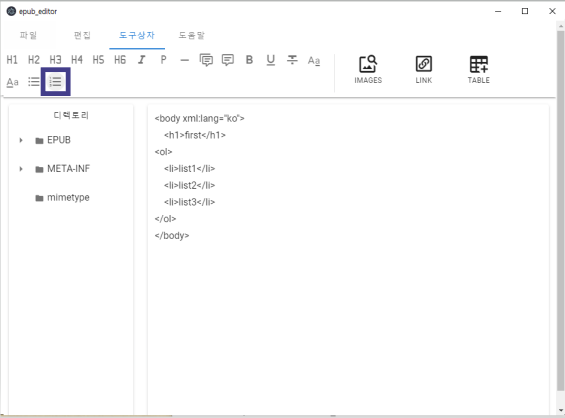 epub_editor
파일 편집 도구상자 도움말
H1 H2 H3 H4 H5 H6 I P B U T Aa
Aa
IMAGES LINK TABLE
디렉토리
EPUB
META-INF
mimetype
<body xml:lang="ko">
<h1>first</h1>
<ol>
<li>list1</li>
<li>list2</li>
<li>list3</li>
</ol>
</body>